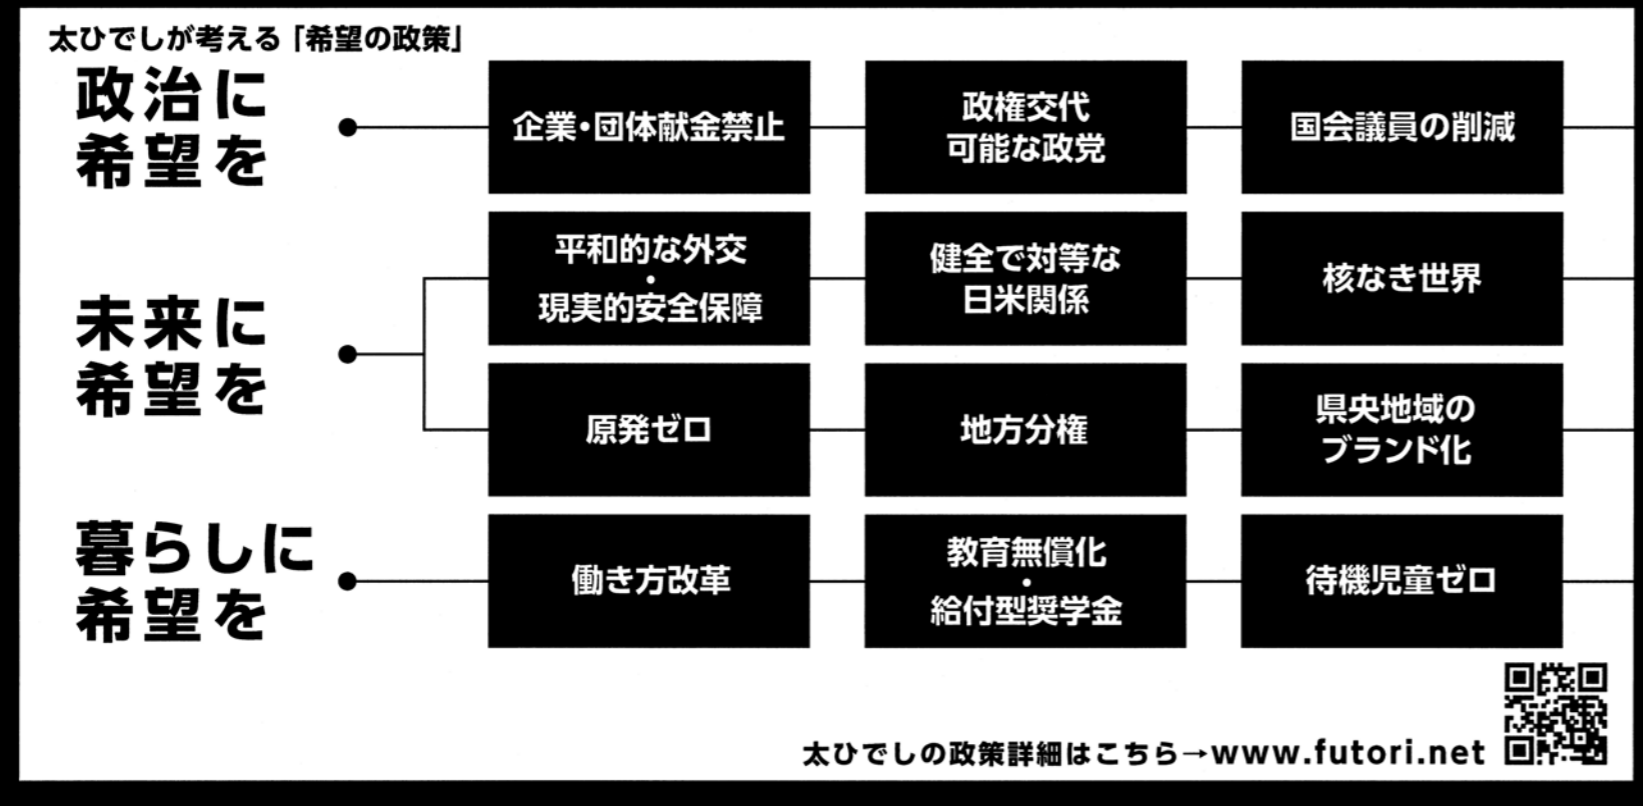 太ひでしが考える「希望の政策」
政治に
希望を
企業・団体献金禁止
政権交代
可能な政党
国会議員の削減
未来に
希望を
平和的な外交
・
現実的安全保障
健全で対等な
日米関係
核なき世界
原発ゼロ
地方分権
県央地域の
ブランド化
暮らしに
希望を
働き方改革
教育無償化
・
給付型奨学金
待機児童ゼロ
太ひでしの政策詳細はこちら→www.futori.net